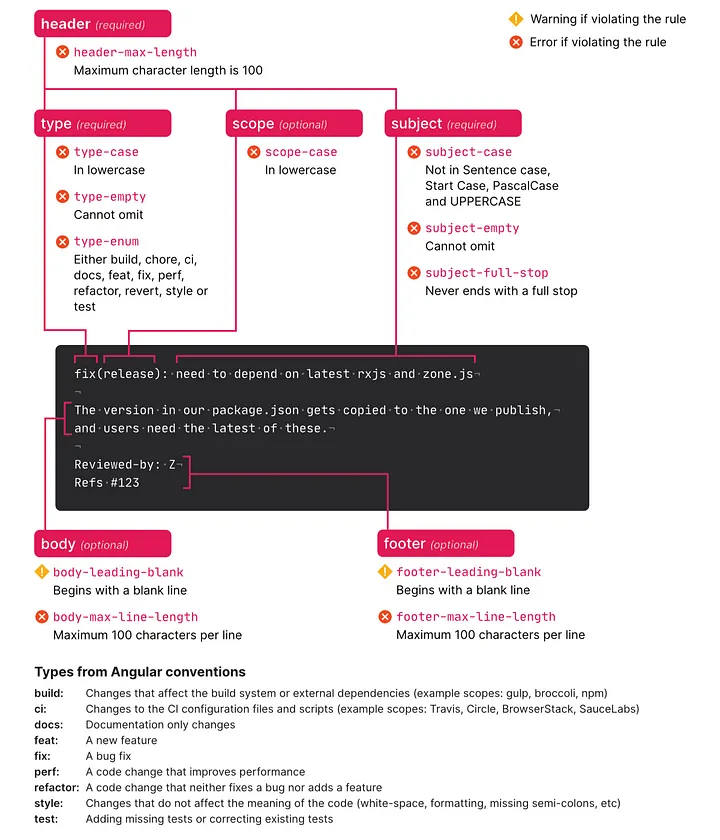 header (required)
Warning if violating the rule
Error if violating the rule
header-max-length
Maximum character length is 100
type (required)
type-case
In lowercase
type-empty
Cannot omit
type-enum
Either build, chore, ci,
docs, feat, fix, perf,
refactor, revert, style or
test
scope (optional)
scope-case
In lowercase
subject (required)
subject-case
Not in Sentence case,
Start Case, PascalCase
and UPPERCASE
subject-empty
Cannot omit
subject-full-stop
Never ends with a full stop
fix(release):·need·to·depend·on·latest·rxjs·and·zone.js¬
¬
The·version·in·our·package.json·gets·copied·to·the·one·we·publish,¬
and·users·need·the·latest·of·these.¬
¬
Reviewed-by:·Z¬
Refs·#123
body (optional)
body-leading-blank
Begins with a blank line
body-max-line-length
Maximum 100 characters per line
footer (optional)
footer-leading-blank
Begins with a blank line
footer-max-line-length
Maximum 100 characters per line
Types from Angular conventions
build: Changes that affect the build system or external dependencies (example scopes: gulp, broccoli, npm)
ci: Changes to the CI configuration files and scripts (example scopes: Travis, Circle, BrowserStack, SauceLabs)
docs: Documentation only changes
feat: A new feature
fix: A bug fix
perf: A code change that improves performance
refactor: A code change that neither fixes a bug nor adds a feature
style: Changes that do not affect the meaning of the code (white-space, formatting, missing semi-colons, etc)
test: Adding missing tests or correcting existing tests